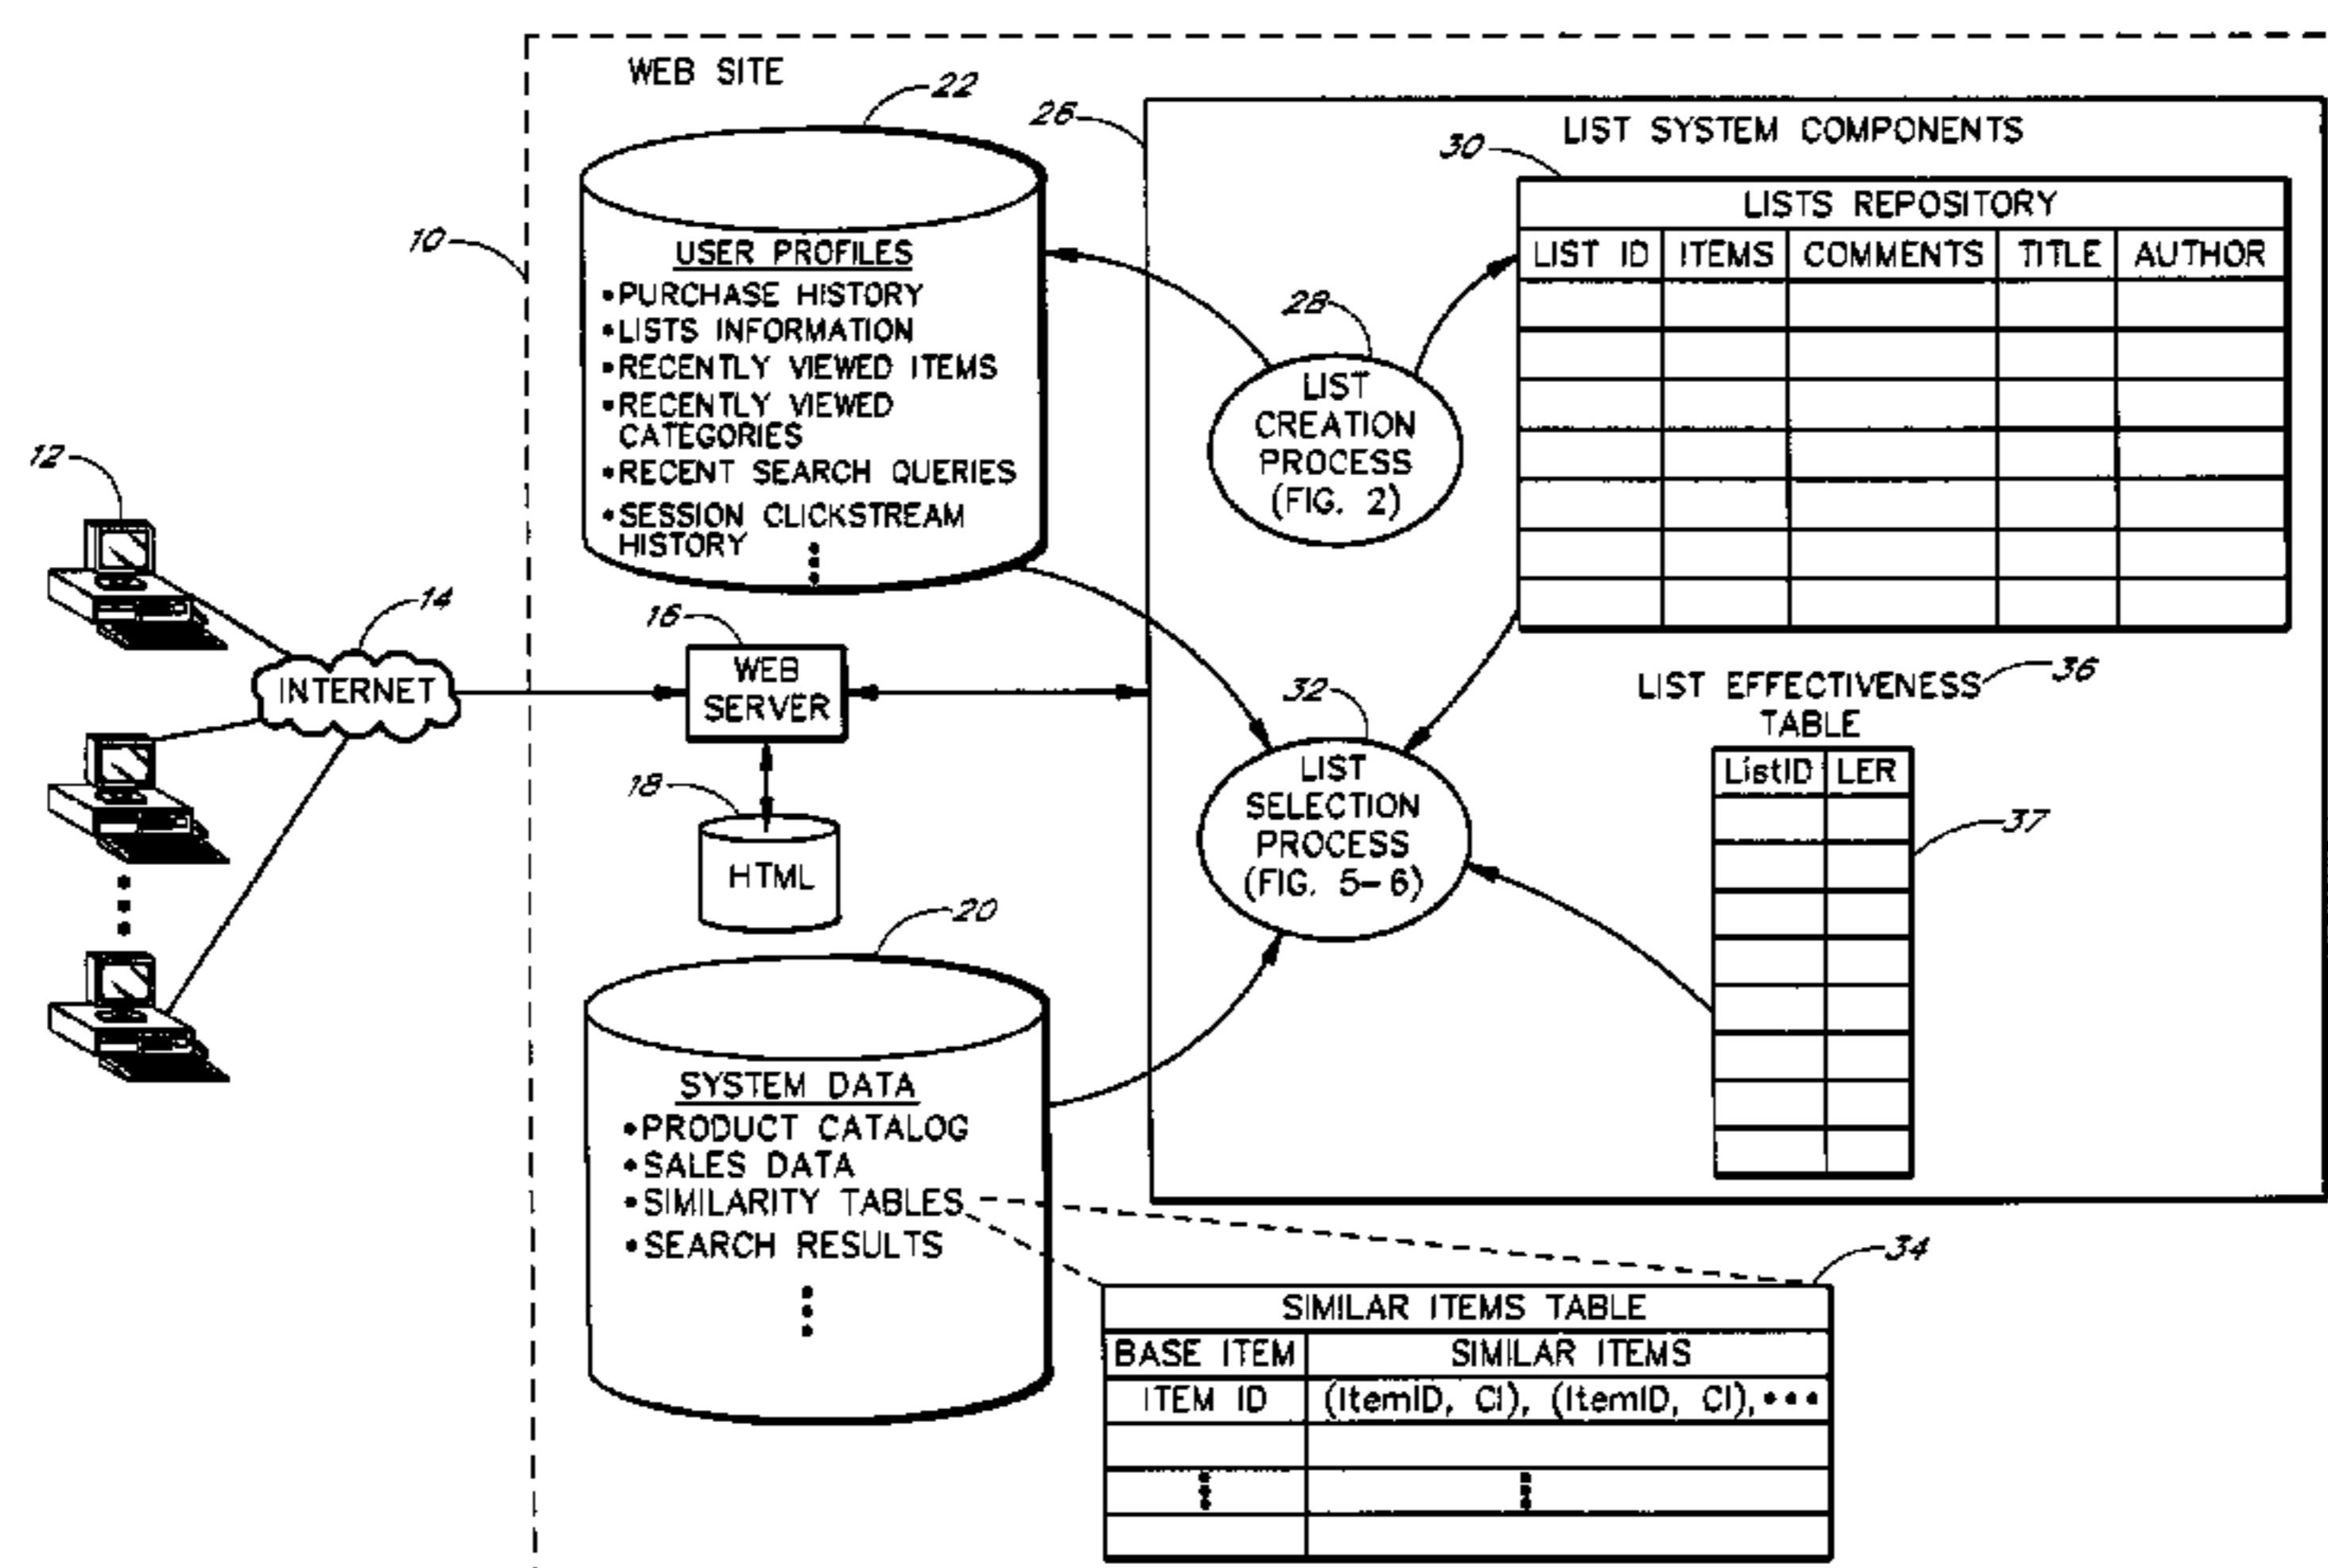 WEB SITE
22
26
LIST SYSTEM COMPONENTS
30
LISTS REPOSITORY
LIST ID ITEMS COMMENTS TITLE AUTHOR
10
USER PROFILES
•PURCHASE HISTORY
•LISTS INFORMATION
•RECENTLY VIEWED ITEMS
•RECENTLY VIEWED
CATEGORIES
•RECENT SEARCH QUERIES
•SESSION CLICKSTREAM
HISTORY
28
LIST
CREATION
PROCESS
(FIG. 2)
12
14
INTERNET
16
WEB
SERVER
18
HTML
32
LIST
SELECTION
PROCESS
(FIG. 5-6)
LIST EFFECTIVENESS
TABLE
36
ListID LER
37
20
SYSTEM DATA
•PRODUCT CATALOG
•SALES DATA
•SIMILARITY TABLES
•SEARCH RESULTS
34
SIMILAR ITEMS TABLE
BASE ITEM SIMILAR ITEMS
ITEM ID (ItemID, CI), (ItemID, CI),•••